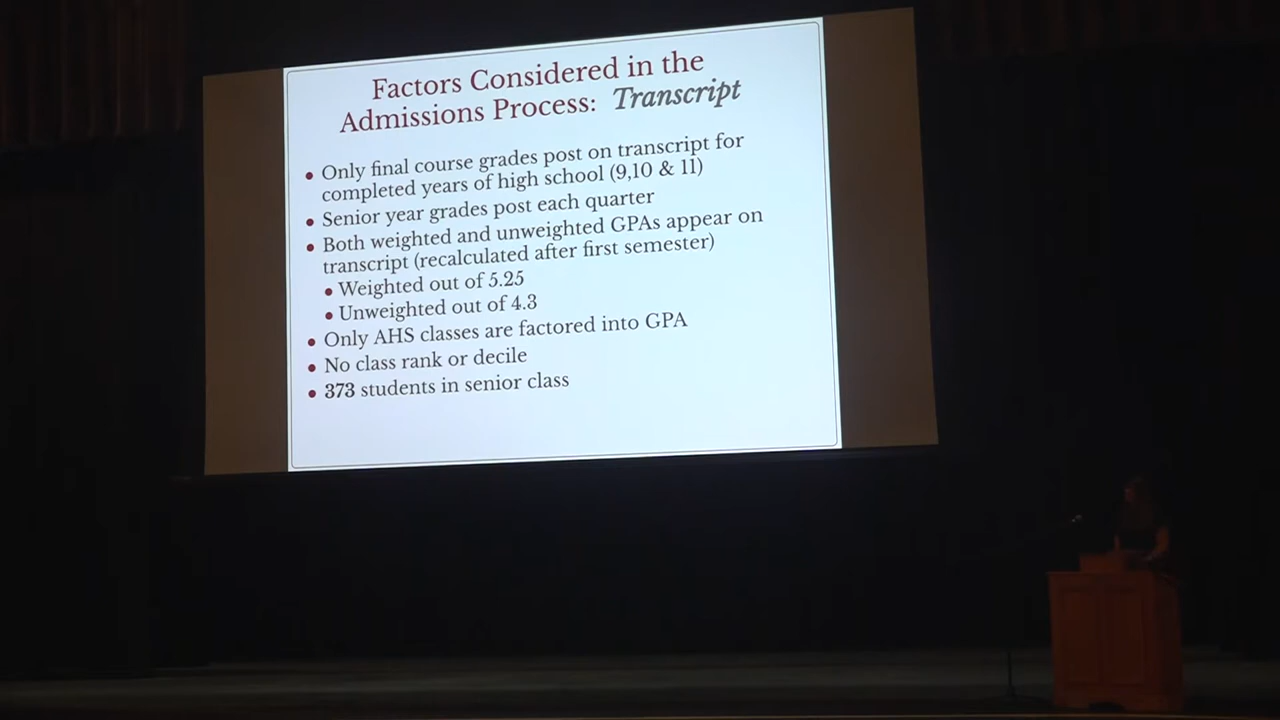 Factors Considered in the
Admissions Process: Transcript
• Only final course grades post on transcript for
completed years of high school (9,10 & 11)
• Senior year grades post each quarter
• Both weighted and unweighted GPAs appear on
transcript (recalculated after first semester)
• Weighted out of 5.25
• Unweighted out of 4.3
• Only AHS classes are factored into GPA
• No class rank or decile
• 373 students in senior class